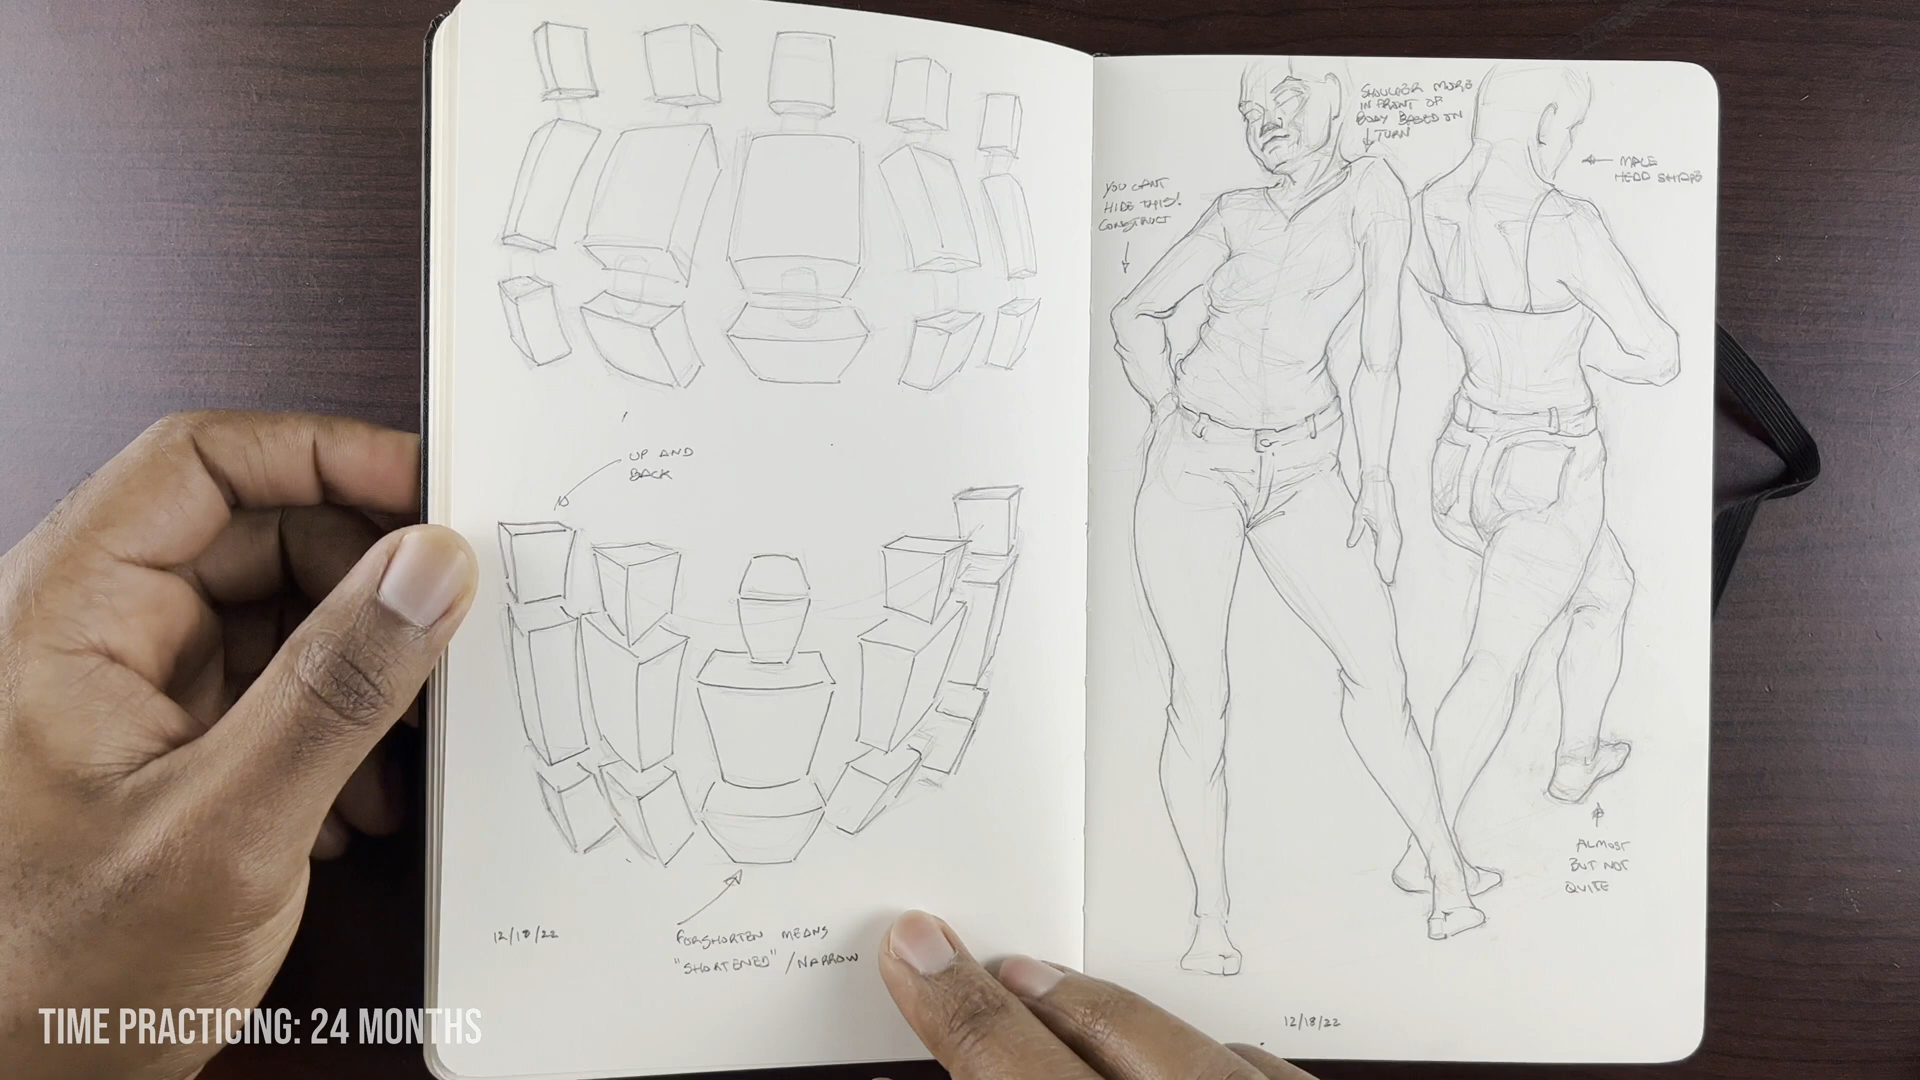 UP AND
BACK
12/18/22
FORSHORTEN MEANS
"SHORTENED" / NARROW
SHOULDER MORE
IN FRONT OF
BODY BASED ON
TURN
YOU CANT
HIDE THIS!
CONSTRUCT
MALE
HEAD SHAPE
ALMOST
BUT NOT
QUITE
12/18/22
TIME PRACTICING: 24 MONTHS